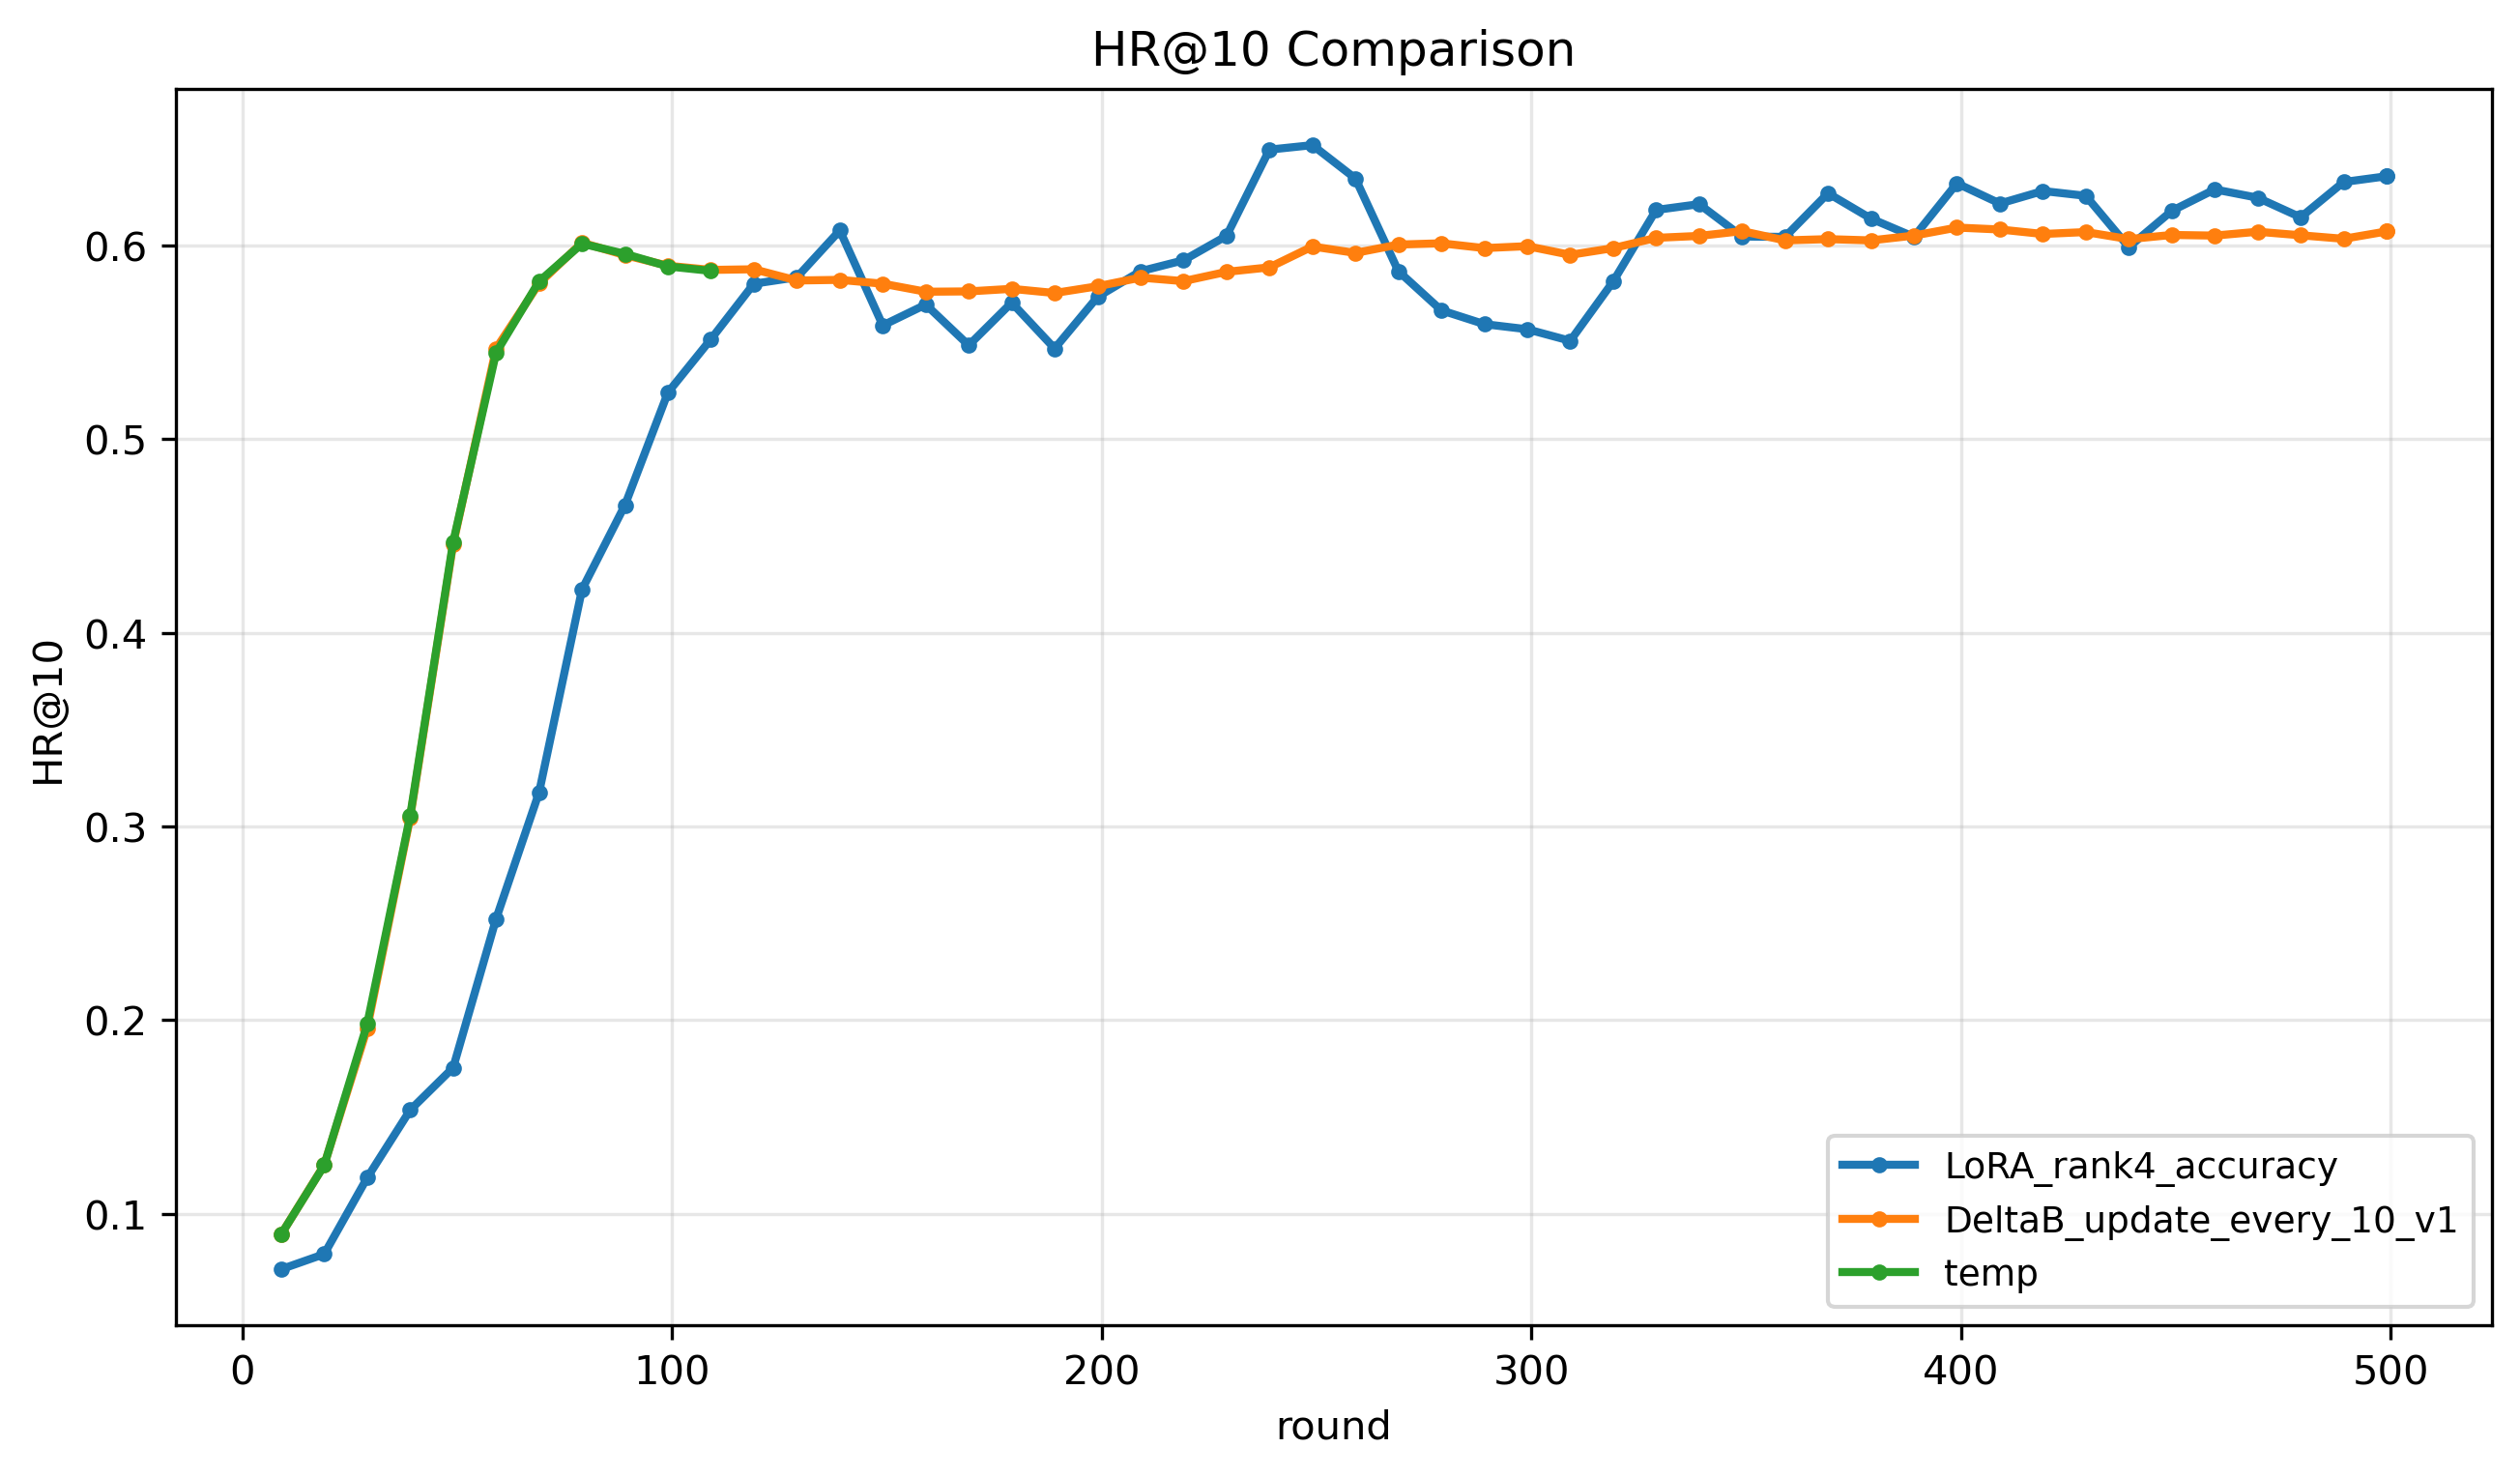 HR@10 Comparison
HR@10
0.6
0.5
0.4
0.3
0.2
0.1
0 100 200 300 400 500
round
LoRA_rank4_accuracy
DeltaB_update_every_10_v1
temp